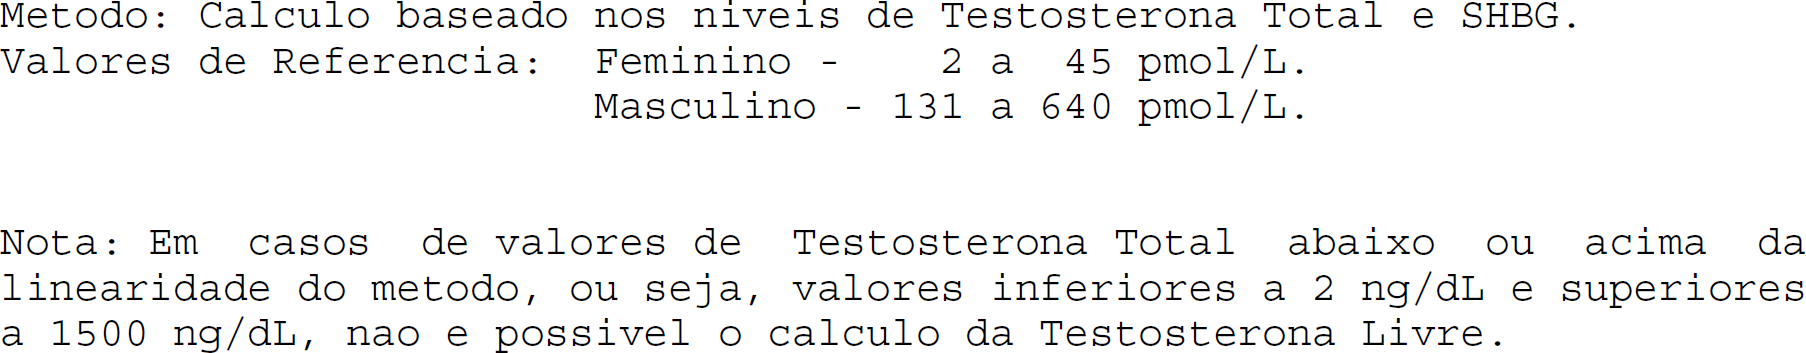 Metodo: Calculo baseado nos niveis de Testosterona Total e SHBG.
Valores de Referencia:  Feminino -    2 a  45 pmol/L.
                        Masculino - 131 a 640 pmol/L.
Nota: Em  casos  de valores de  Testosterona Total  abaixo  ou  acima  da
linearidade do metodo, ou seja, valores inferiores a 2 ng/dL e superiores
a 1500 ng/dL, nao e possivel o calculo da Testosterona Livre.